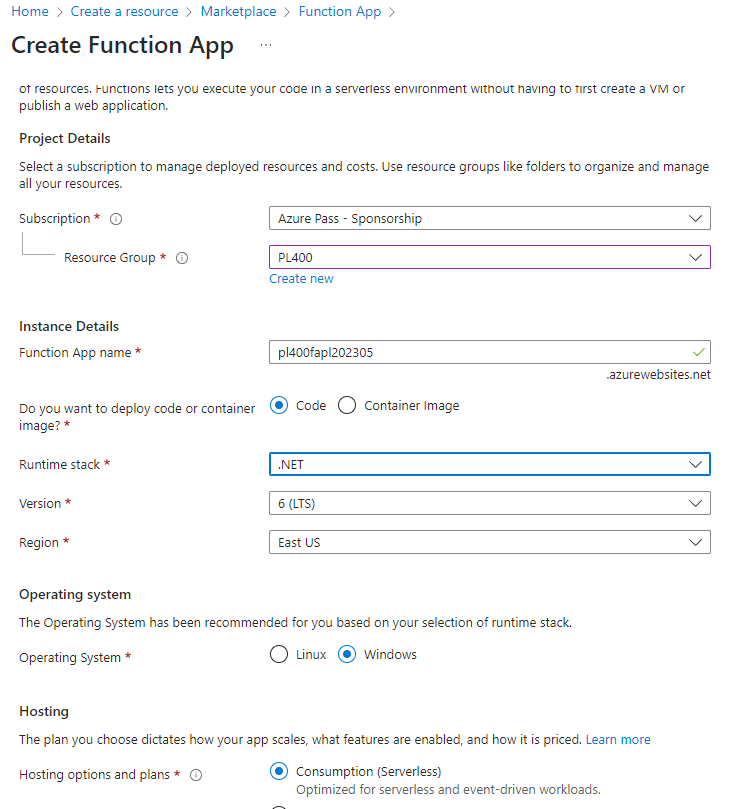 Home > Create a resource > Marketplace > Function App >
Create Function App ...
of resources. Functions lets you execute your code in a serverless environment without having to first create a VM or
publish a web application.
Project Details
Select a subscription to manage deployed resources and costs. Use resource groups like folders to organize and manage
all your resources.
Subscription *
Azure Pass - Sponsorship
Resource Group *
PL400
Create new
Instance Details
Function App name *
pl400fapl202305
.azurewebsites.net
Do you want to deploy code or container
image? *
Code
Container Image
Runtime stack *
.NET
Version *
6 (LTS)
Region *
East US
Operating system
The Operating System has been recommended for you based on your selection of runtime stack.
Operating System *
Linux
Windows
Hosting
The plan you choose dictates how your app scales, what features are enabled, and how it is priced. Learn more
Hosting options and plans *
Consumption (Serverless)
Optimized for serverless and event-driven workloads.